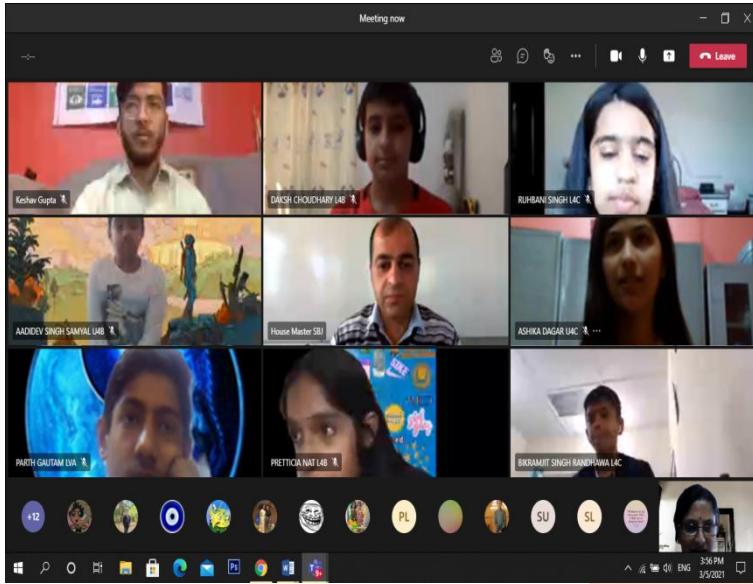 Meeting now
Leave
Keshav Gupta
DAKSH CHOUDHARY L4B
RUHBANI SINGH L4C
AADIDEV SINGH SAMYAL U4B
House Master SBJ
ASHIKA DAGAR U4C
PARTH GAUTAM LVA
PRETTICIA NAT L4B
BIKRAMJIT SINGH RANDHAWA L4C
+12
PL
SU
SL
ENG
3:56 PM
3/5/2021